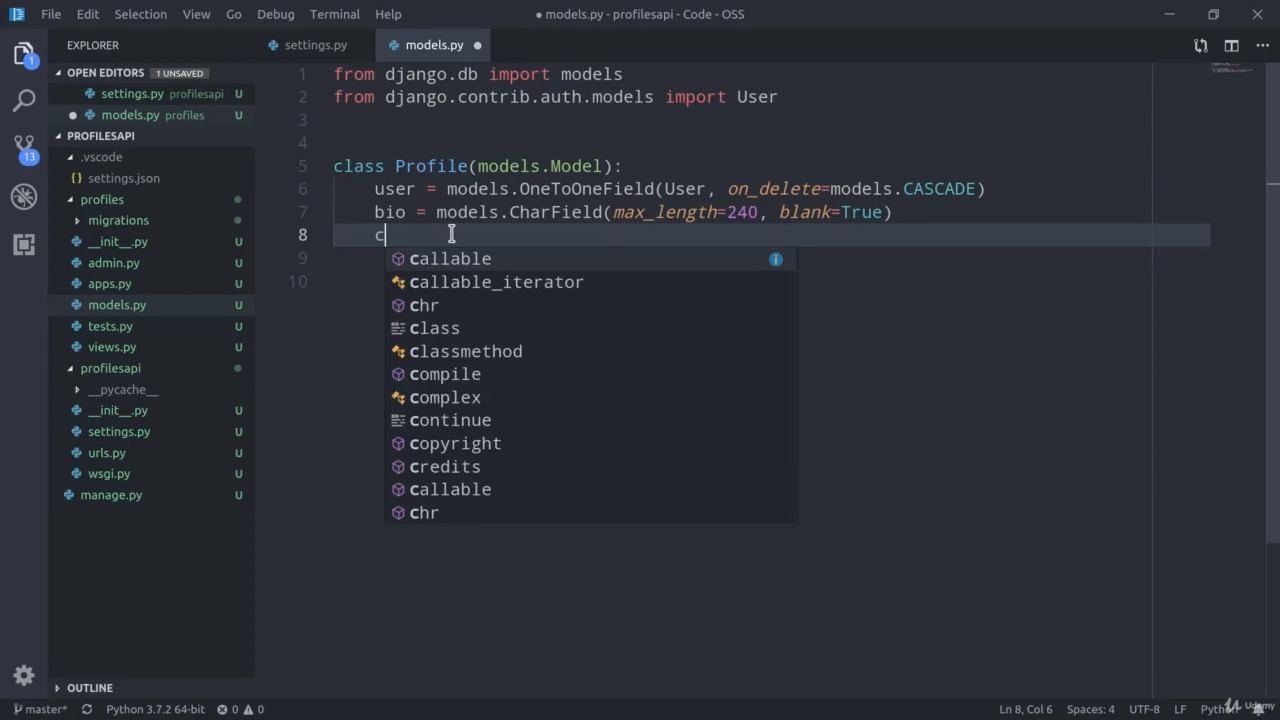 File Edit Selection View Go Debug Terminal Help ● models.py - profilesapi - Code - OSS
EXPLORER
settings.py models.py
OPEN EDITORS 1 UNSAVED
settings.py profilesapi U
models.py profiles U
PROFILESAPI
.vscode
settings.json
profiles
migrations
__init__.py U
admin.py U
apps.py U
models.py U
tests.py U
views.py U
profilesapi
__pycache__
__init__.py U
settings.py U
urls.py U
wsgi.py U
manage.py U
OUTLINE
1
13
1 from django.db import models
2 from django.contrib.auth.models import User
3
4
5 class Profile(models.Model):
6 user = models.OneToOneField(User, on_delete=models.CASCADE)
7 bio = models.CharField(max_length=240, blank=True)
8 c
9
10
callable
callable_iterator
chr
class
classmethod
compile
complex
continue
copyright
credits
callable
chr
master* Python 3.7.2 64-bit 0 0 Ln 8, Col 6 Spaces: 4 UTF-8 LF Python
Udemy